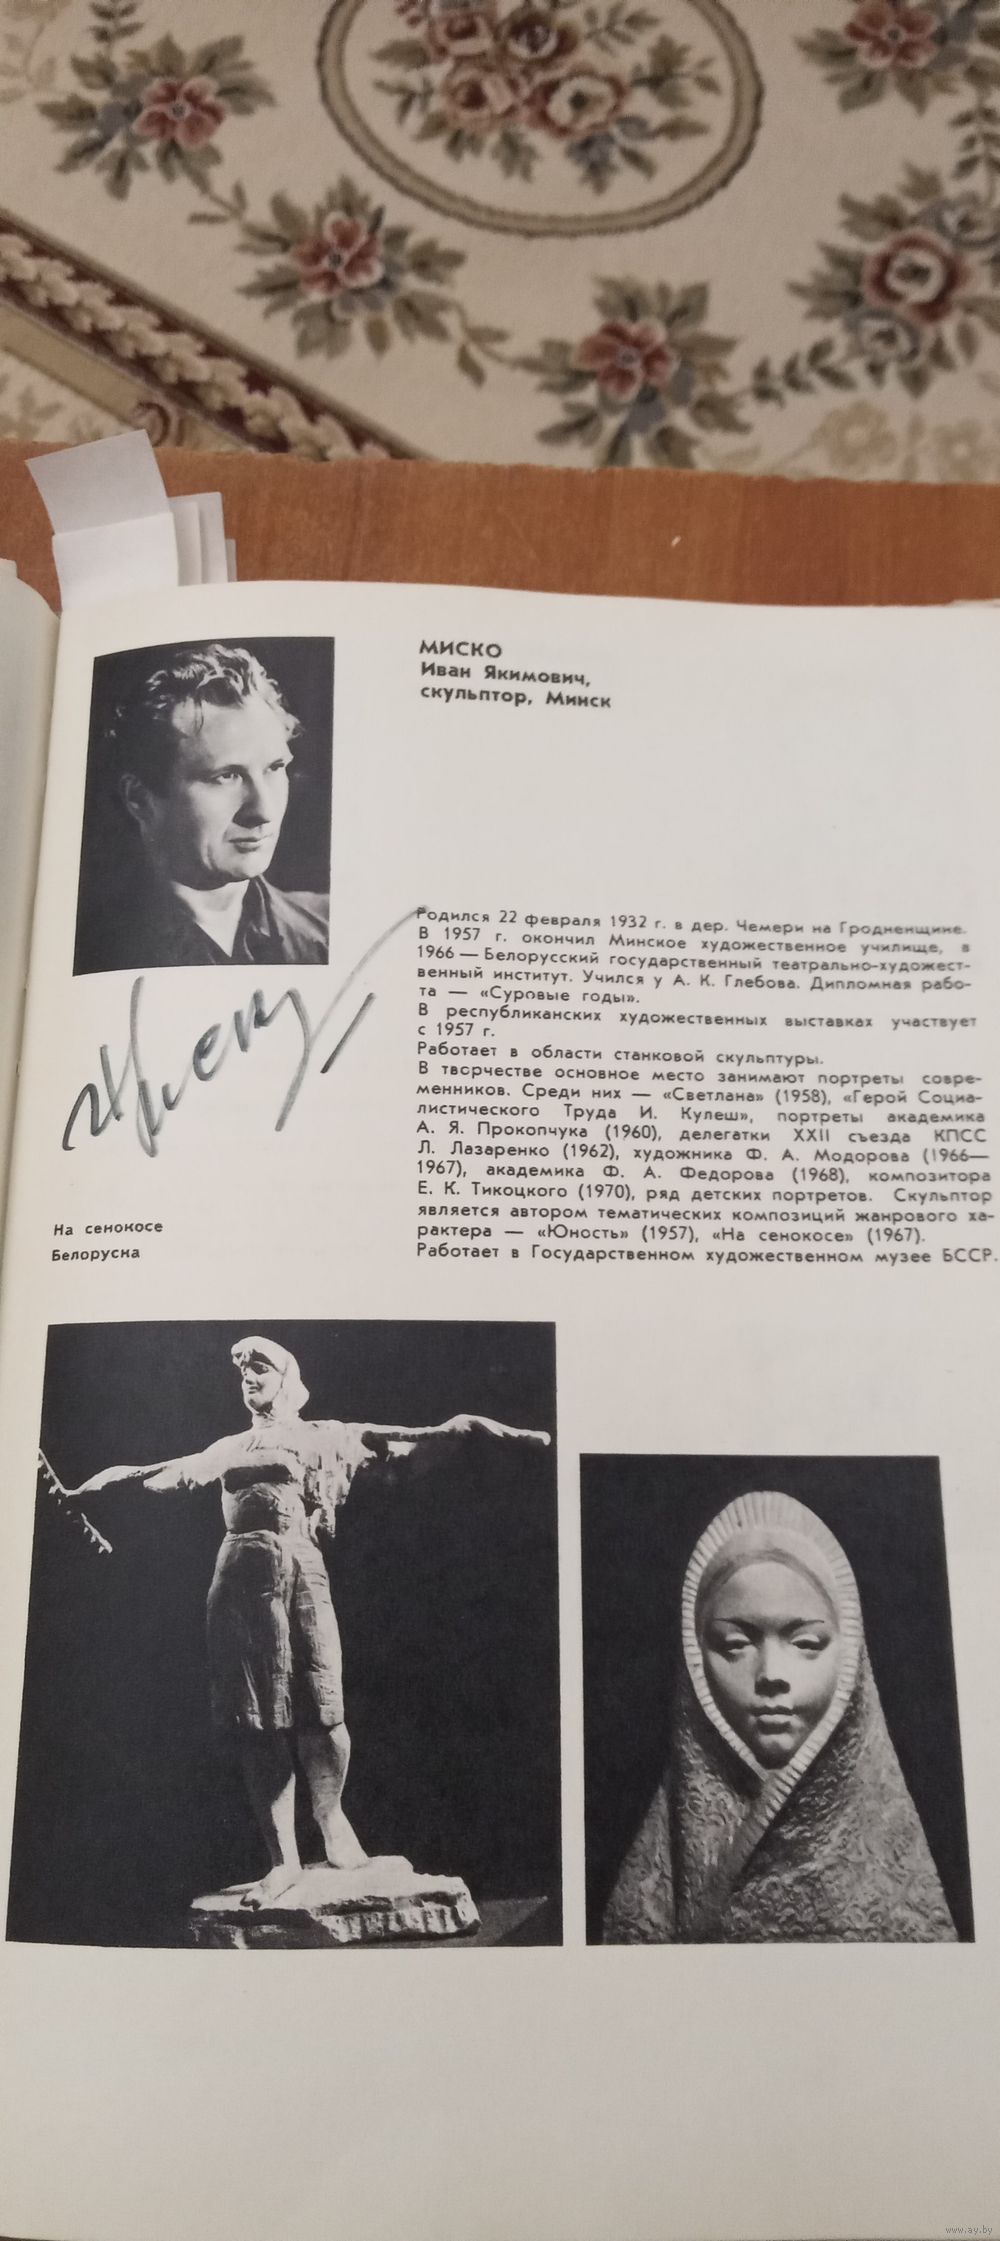 МИСКО
Иван Якимович,
скульптор, Минск
Родился 22 февраля 1932 г. в дер. Чемери на Гродненщине.
В 1957 г. окончил Минское художественное училище, в
1966 — Белорусский государственный театрально-художест-
венный институт. Учился у А. К. Глебова. Дипломная рабо-
та — «Суровые годы».
В республиканских художественных выставках участвует
с 1957 г.
Работает в области станковой скульптуры.
В творчестве основное место занимают портреты совре-
менников. Среди них — «Светлана» (1958), «Герой Социа-
листического Труда И. Кулеш», портреты академика
А. Я. Прокопчука (1960), делегатки XXII съезда КПСС
Л. Лазаренко (1962), художника Ф. А. Модорова (1966—
1967), академика Ф. А. Федорова (1968), композитора
Е. К. Тикоцкого (1970), ряд детских портретов. Скульптор
является автором тематических композиций жанрового ха-
рактера — «Юность» (1957), «На сенокосе» (1967).
Работает в Государственном художественном музее БССР.
На сенокосе
Белоруска
www.ay.by